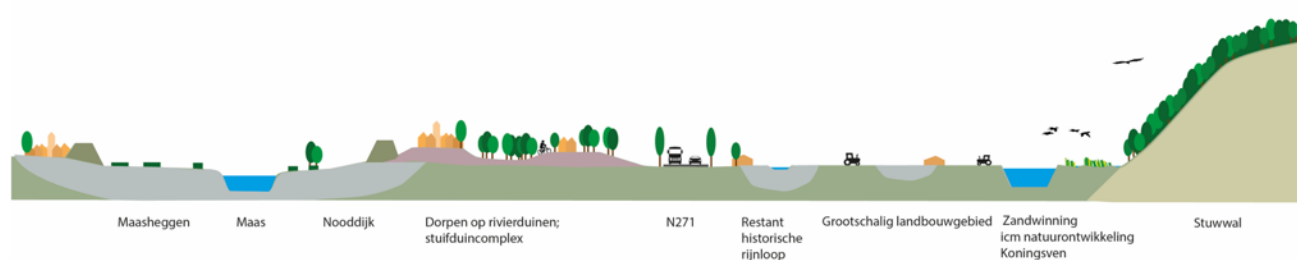 Maasheggen
Maas
Nooddijk
Dorpen op rivierduinen;
stuifduincomplex
N271
Restant
historische
rijnloop
Grootschalig landbouwgebied
Zandwinning
icm natuurontwikkeling
Koningsven
Stuwwal